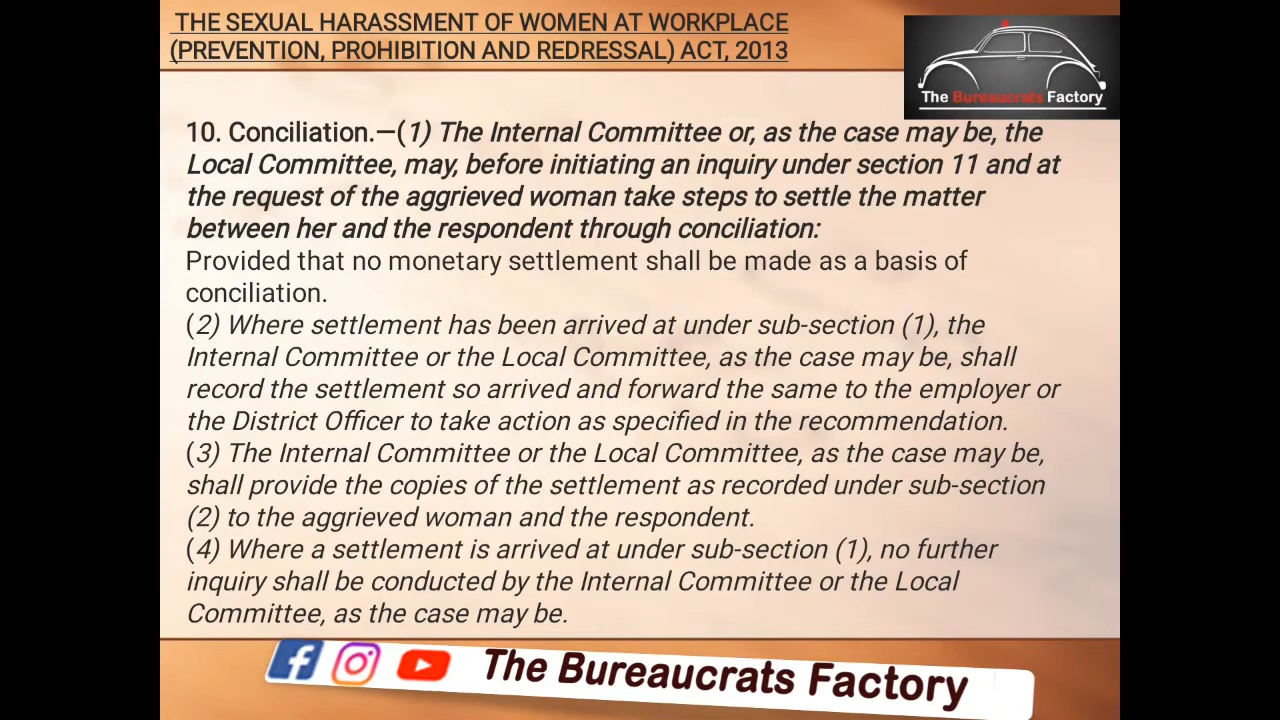 THE SEXUAL HARASSMENT OF WOMEN AT WORKPLACE
(PREVENTION, PROHIBITION AND REDRESSAL) ACT, 2013
The Bureaucrats Factory
10. Conciliation.—(1) The Internal Committee or, as the case may be, the
Local Committee, may, before initiating an inquiry under section 11 and at
the request of the aggrieved woman take steps to settle the matter
between her and the respondent through conciliation:
Provided that no monetary settlement shall be made as a basis of
conciliation.
(2) Where settlement has been arrived at under sub-section (1), the
Internal Committee or the Local Committee, as the case may be, shall
record the settlement so arrived and forward the same to the employer or
the District Officer to take action as specified in the recommendation.
(3) The Internal Committee or the Local Committee, as the case may be,
shall provide the copies of the settlement as recorded under sub-section
(2) to the aggrieved woman and the respondent.
(4) Where a settlement is arrived at under sub-section (1), no further
inquiry shall be conducted by the Internal Committee or the Local
Committee, as the case may be.
The Bureaucrats Factory